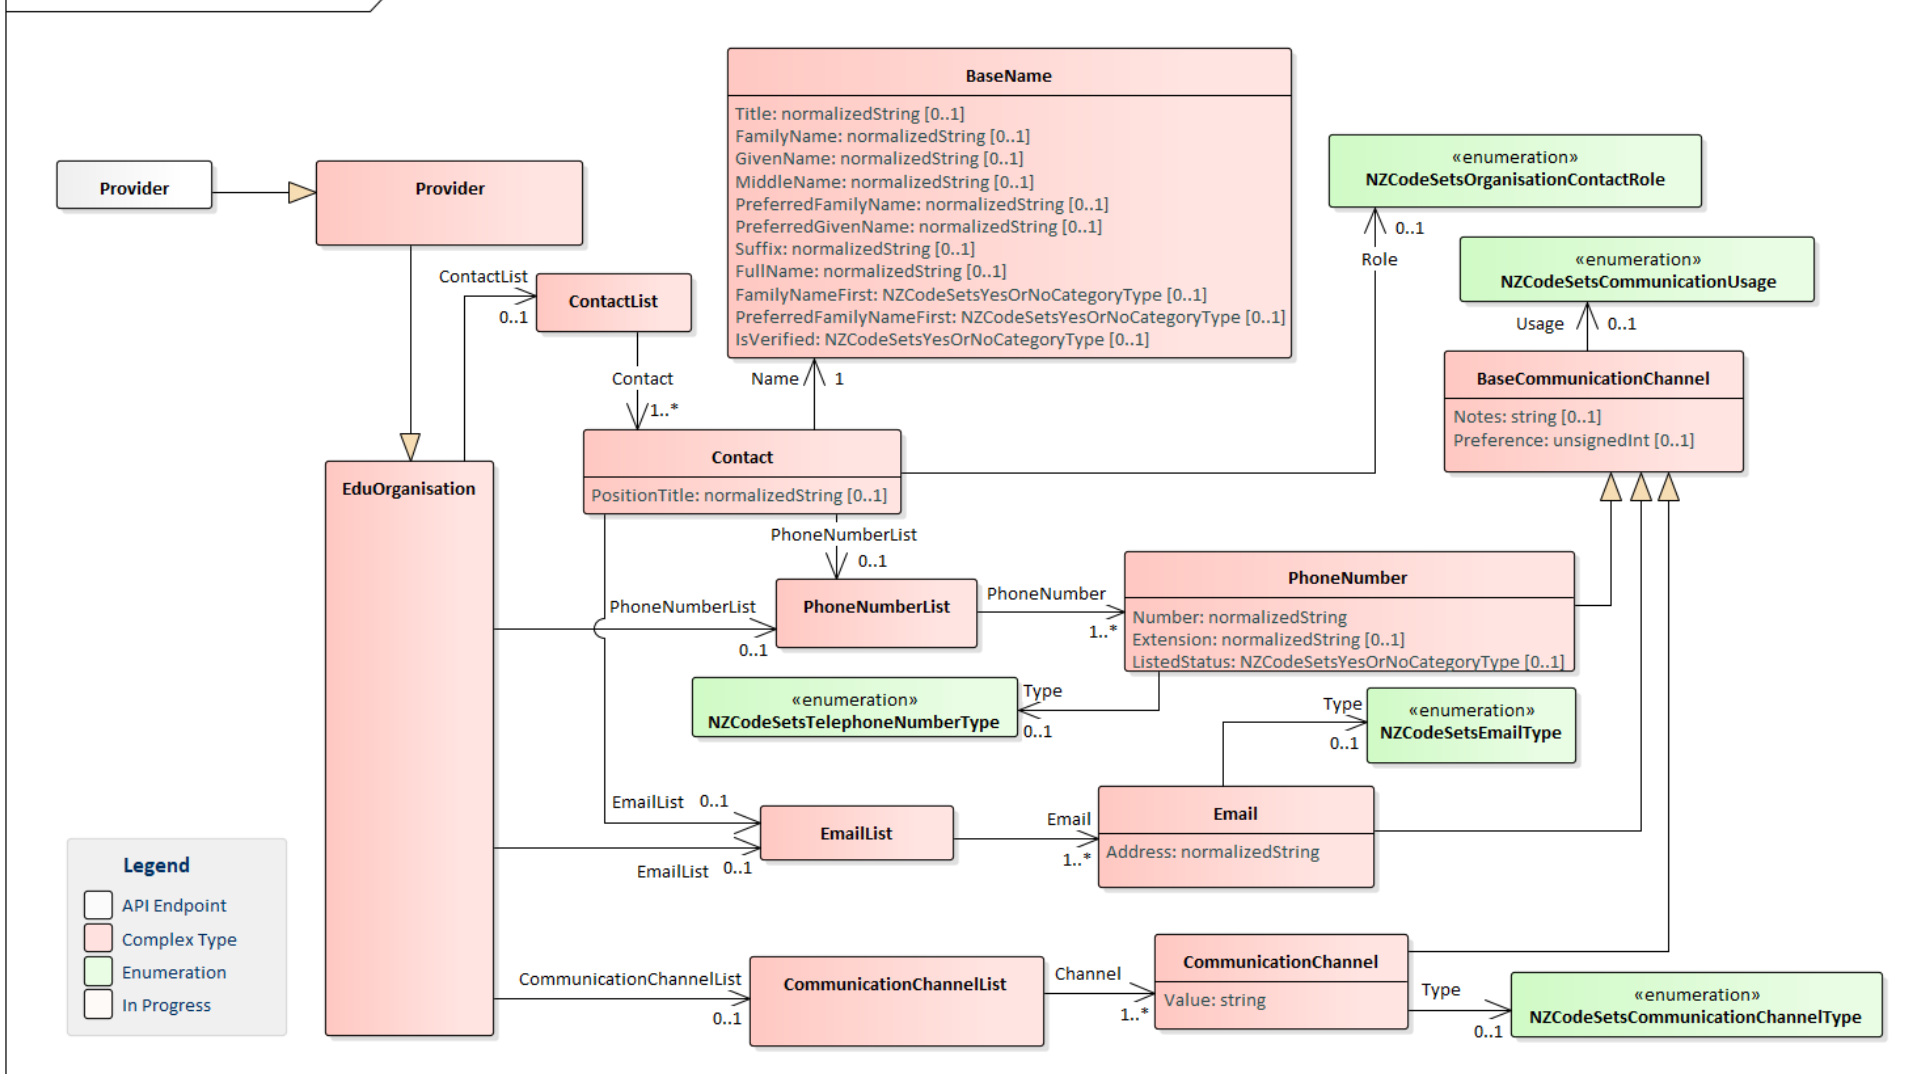 BaseName
Title: normalizedString [0..1]
FamilyName: normalizedString [0..1]
GivenName: normalizedString [0..1]
MiddleName: normalizedString [0..1]
PreferredFamilyName: normalizedString [0..1]
PreferredGivenName: normalizedString [0..1]
Suffix: normalizedString [0..1]
FullName: normalizedString [0..1]
FamilyNameFirst: NZCodeSetsYesOrNoCategoryType [0..1]
PreferredFamilyNameFirst: NZCodeSetsYesOrNoCategoryType [0..1]
IsVerified: NZCodeSetsYesOrNoCategoryType [0..1]
Provider
Provider
«enumeration»
NZCodeSetsOrganisationContactRole
0..1
Role
«enumeration»
NZCodeSetsCommunicationUsage
Usage
0..1
ContactList
0..1
ContactList
Contact
1..*
Name
1
BaseCommunicationChannel
Notes: string [0..1]
Preference: unsignedInt [0..1]
Contact
PositionTitle: normalizedString [0..1]
EduOrganisation
PhoneNumberList
0..1
PhoneNumberList
0..1
PhoneNumberList
PhoneNumber
1..*
PhoneNumber
Number: normalizedString
Extension: normalizedString [0..1]
ListedStatus: NZCodeSetsYesOrNoCategoryType [0..1]
«enumeration»
NZCodeSetsTelephoneNumberType
Type
0..1
Type
0..1
«enumeration»
NZCodeSetsEmailType
EmailList
0..1
EmailList
0..1
EmailList
Email
1..*
Email
Address: normalizedString
Legend
API Endpoint
Complex Type
Enumeration
In Progress
CommunicationChannelList
0..1
CommunicationChannelList
Channel
1..*
CommunicationChannel
Value: string
Type
0..1
«enumeration»
NZCodeSetsCommunicationChannelType